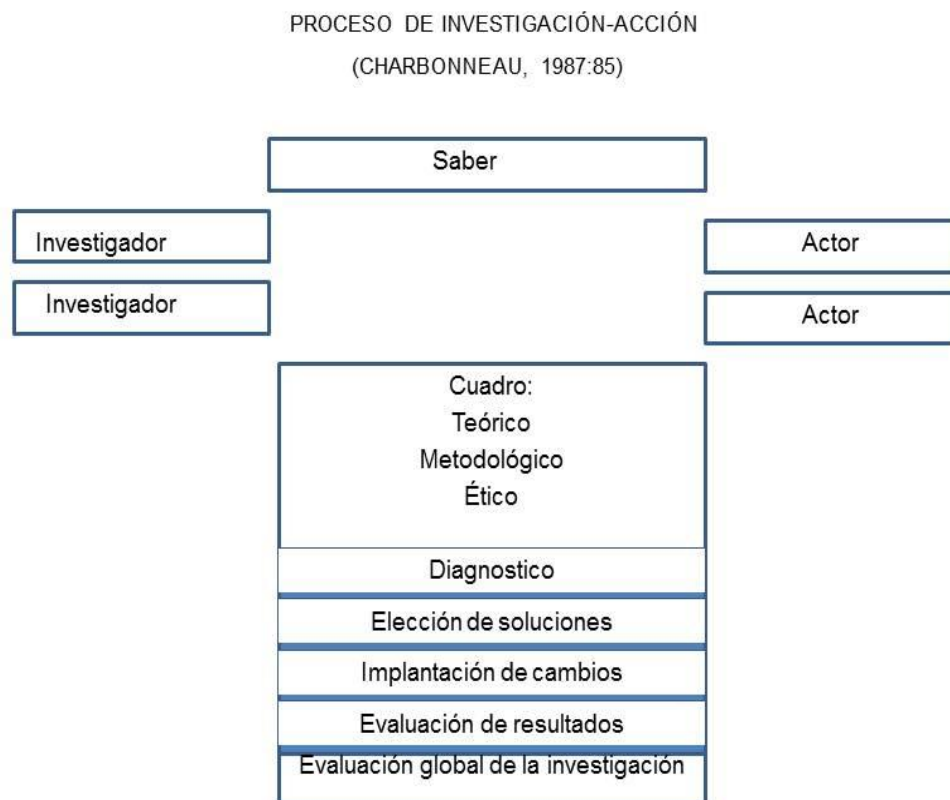 PROCESO DE INVESTIGACIÓN-ACCIÓN
(CHARBONNEAU, 1987:85)
Saber
Investigador
Actor
Investigador
Actor
Cuadro:
Teórico
Metodológico
Ético
Diagnostico
Elección de soluciones
Implantación de cambios
Evaluación de resultados
Evaluación global de la investigación